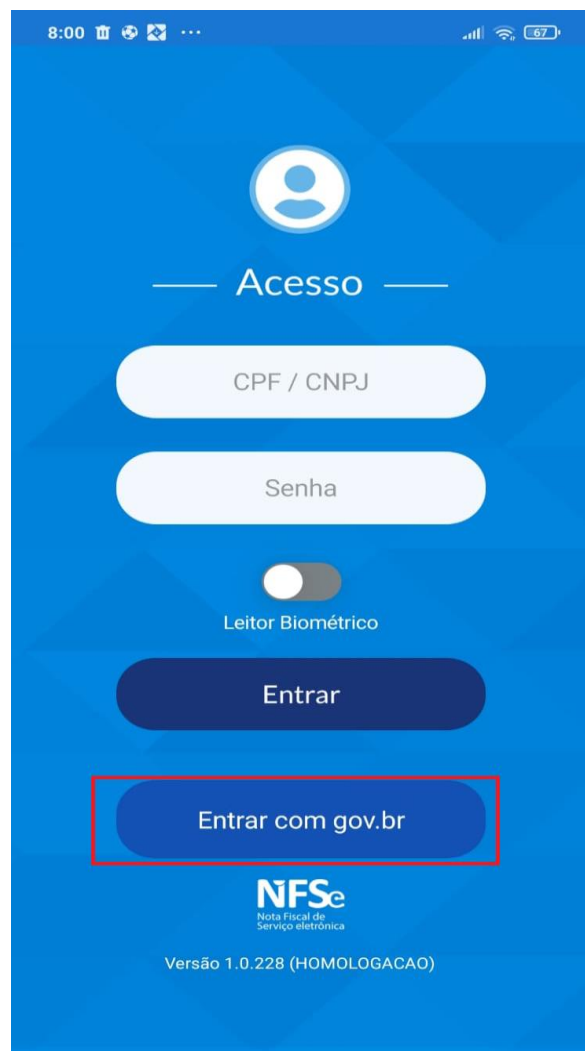 8:00 ...
67
Acesso
CPF / CNPJ
Senha
Leitor Biométrico
Entrar
Entrar com gov.br
NFSe
Nota Fiscal de
Serviço eletrônica
Versão 1.0.228 (HOMOLOGACAO)